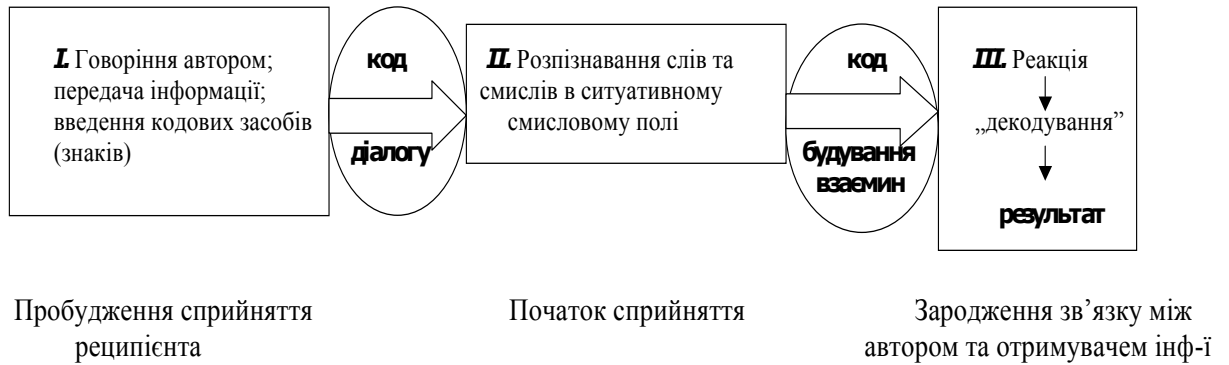 I. Говоріння автором;
передача інформації;
введення кодових засобів
(знаків)
код
діалогу
II. Розпізнавання слів та
смислів в ситуативному
смисловому полі
код
будування
взаємин
III. Реакція
„декодування”
результат
Пробудження сприйняття
реципієнта
Початок сприйняття
Зародження зв’язку між
автором та отримувачем інф-ї